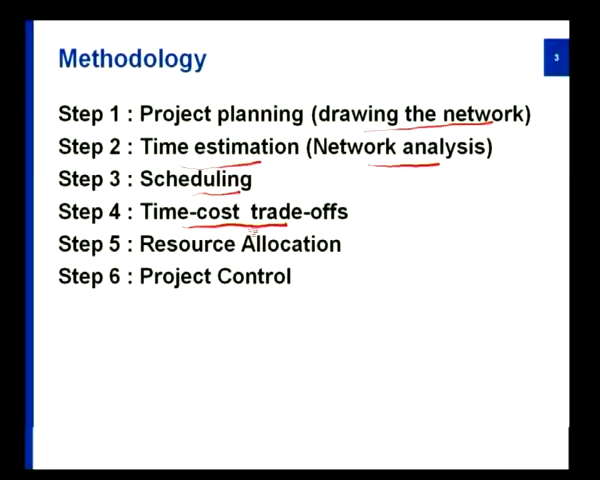 Methodology
3
Step 1 : Project planning (drawing the network)
Step 2 : Time estimation (Network analysis)
Step 3 : Scheduling
Step 4 : Time-cost trade-offs
Step 5 : Resource Allocation
Step 6 : Project Control